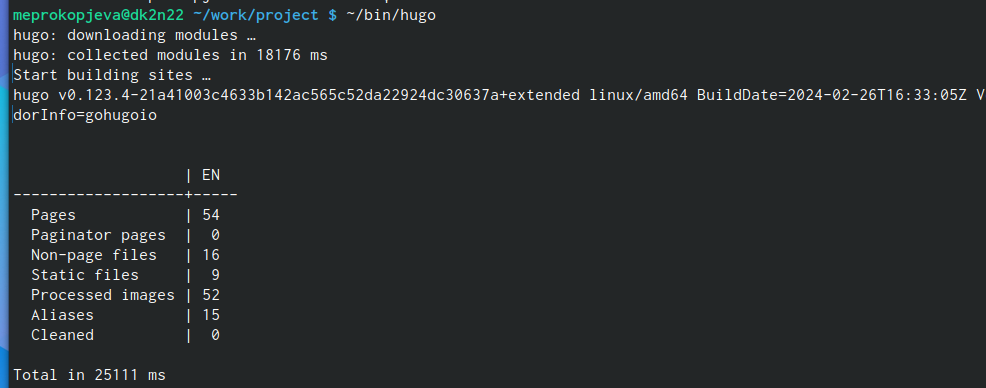 meprokopjeva@dk2n22 ~/work/project $ ~/bin/hugo
hugo: downloading modules …
hugo: collected modules in 18176 ms
Start building sites …
hugo v0.123.4-21a41003c4633b142ac565c52da22924dc30637a+extended linux/amd64 BuildDate=2024-02-26T16:33:05Z V
dorInfo=gohugoio
| EN
-------------------+-----
Pages | 54
Paginator pages | 0
Non-page files | 16
Static files | 9
Processed images | 52
Aliases | 15
Cleaned | 0
Total in 25111 ms